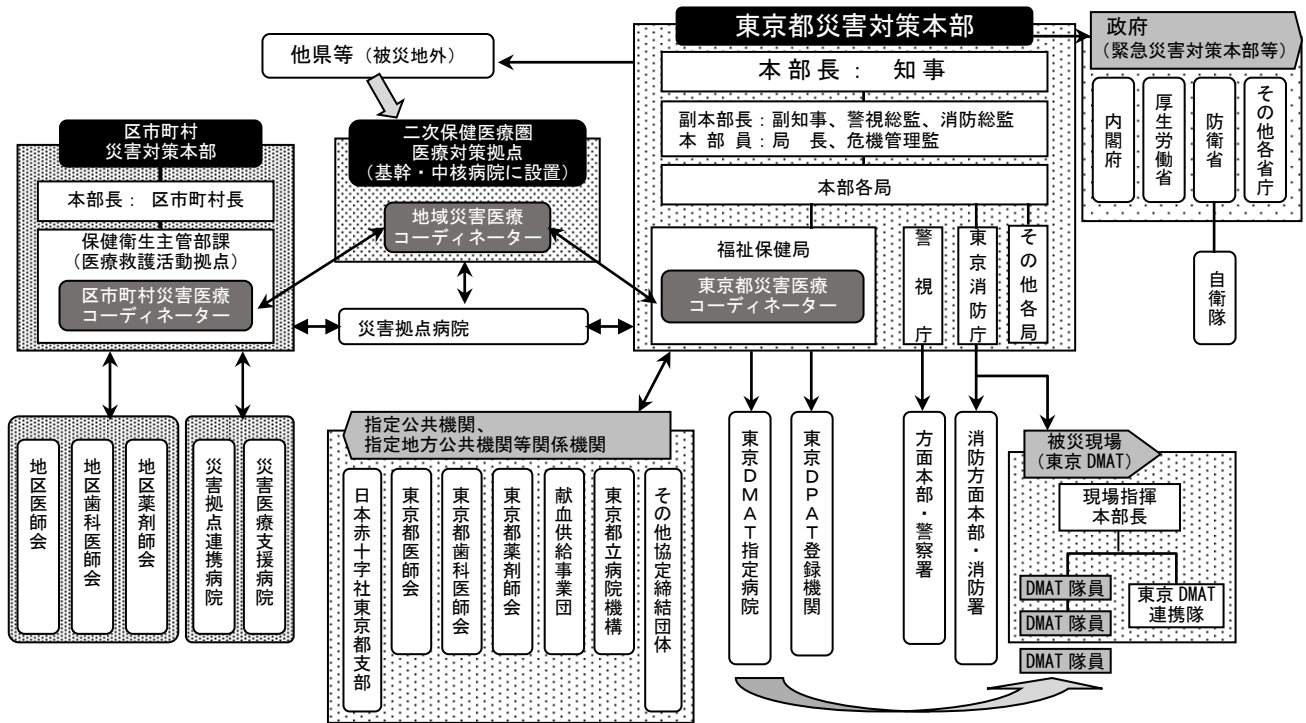 東京都災害対策本部
本部長： 知事
副本部長：副知事、警視総監、消防総監
本 部 員：局 長、危機管理監
本部各局
福祉保健局
東京都災害医療
コーディネーター
警視庁
東京消防庁
その他各局
政府
（緊急災害対策本部等）
内閣府
厚生労働省
防衛省
その他各省庁
自衛隊
他県等（被災地外）
二次保健医療圏
医療対策拠点
（基幹・中核病院に設置）
地域災害医療
コーディネーター
災害拠点病院
区市町村
災害対策本部
本部長： 区市町村長
保健衛生主管部課
（医療救護活動拠点）
区市町村災害医療
コーディネーター
地区医師会
地区歯科医師会
地区薬剤師会
災害拠点連携病院
災害医療支援病院
指定公共機関、
指定地方公共機関等関係機関
日本赤十字社東京都支部
東京都医師会
東京都歯科医師会
東京都薬剤師会
献血供給事業団
東京都立病院機構
その他協定締結団体
東京DMAT指定病院
東京DPAT登録機関
方面本部・警察署
消防方面本部・消防署
被災現場
（東京 DMAT）
現場指揮
本部長
DMAT 隊員
DMAT 隊員
DMAT 隊員
東京 DMAT
連携隊